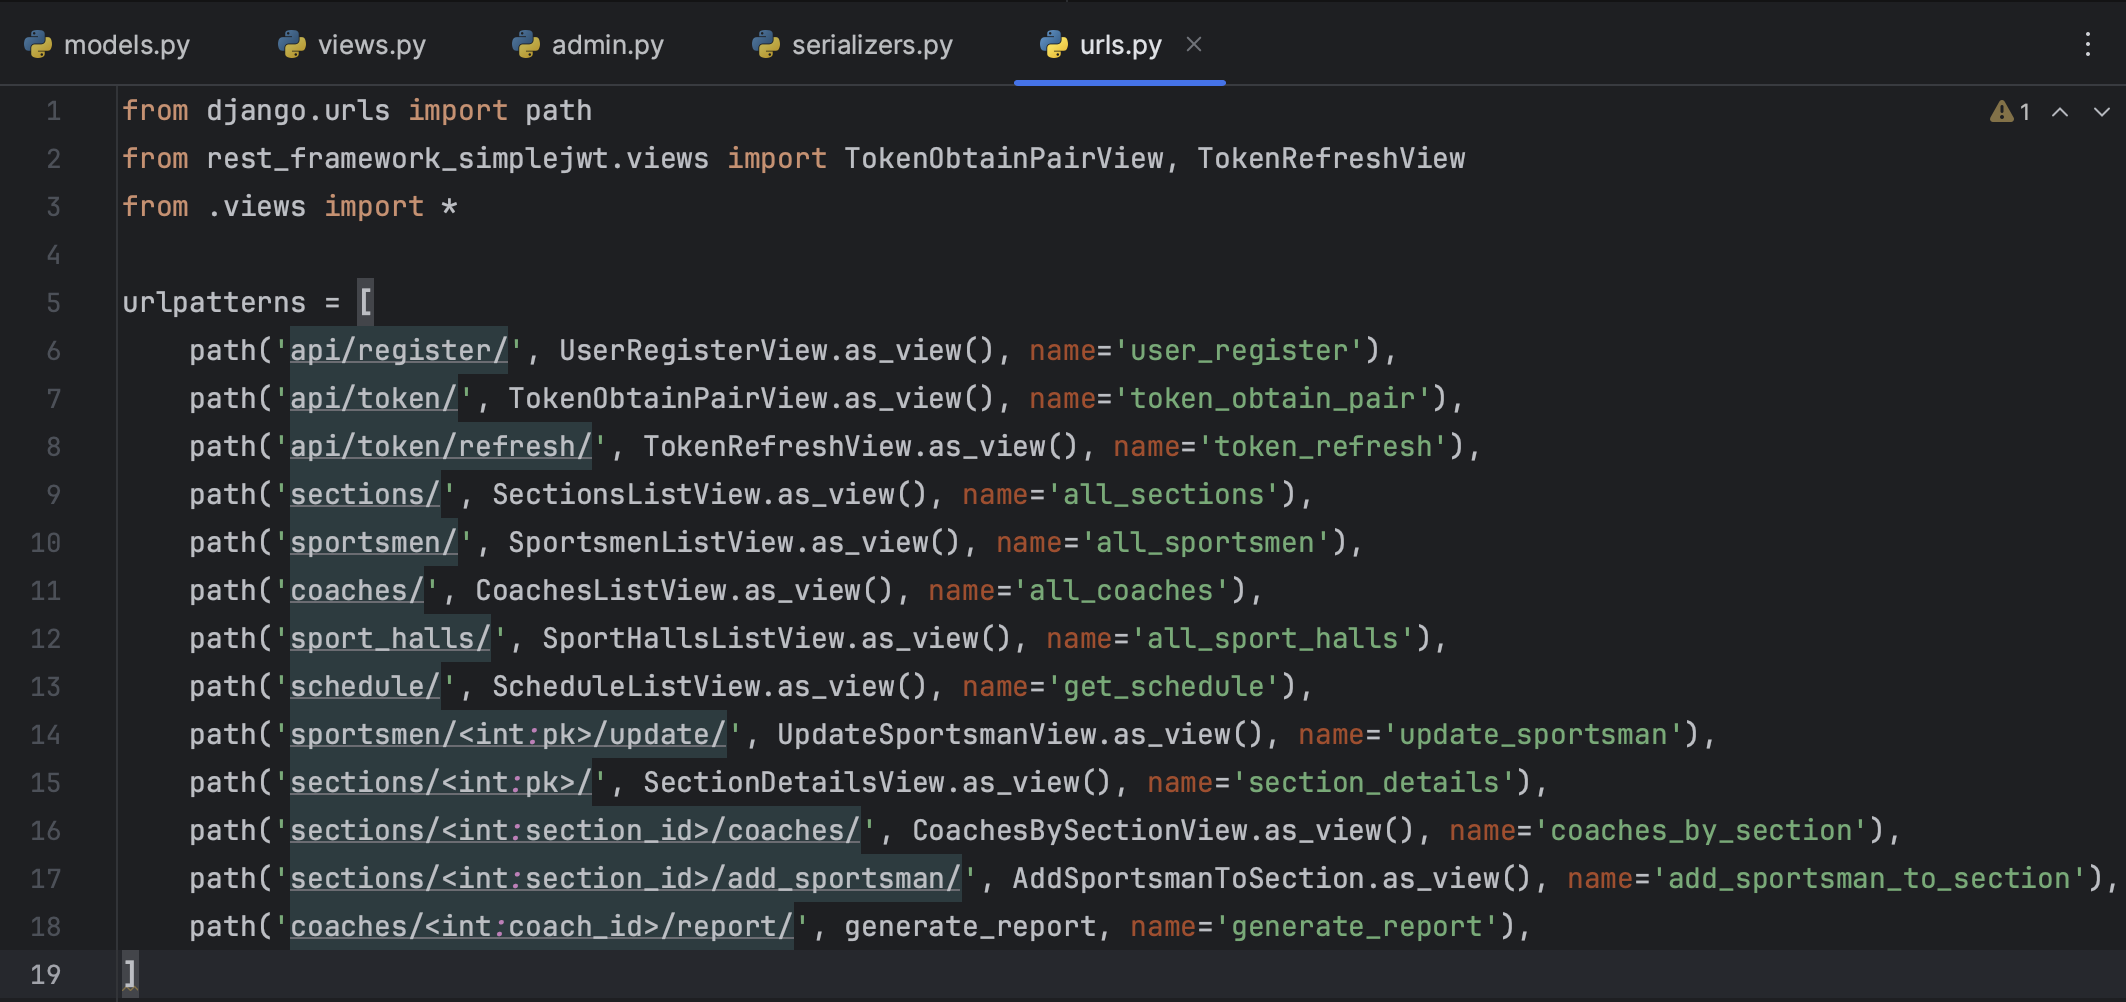 models.py views.py admin.py serializers.py urls.py
1 from django.urls import path 1
2 from rest_framework_simplejwt.views import TokenObtainPairView, TokenRefreshView
3 from .views import *
4
5 urlpatterns = [
6     path('api/register/', UserRegisterView.as_view(), name='user_register'),
7     path('api/token/', TokenObtainPairView.as_view(), name='token_obtain_pair'),
8     path('api/token/refresh/', TokenRefreshView.as_view(), name='token_refresh'),
9     path('sections/', SectionsListView.as_view(), name='all_sections'),
10     path('sportsmen/', SportsmenListView.as_view(), name='all_sportsmen'),
11     path('coaches/', CoachesListView.as_view(), name='all_coaches'),
12     path('sport_halls/', SportHallsListView.as_view(), name='all_sport_halls'),
13     path('schedule/', ScheduleListView.as_view(), name='get_schedule'),
14     path('sportsmen/<int:pk>/update/', UpdateSportsmanView.as_view(), name='update_sportsman'),
15     path('sections/<int:pk>/', SectionDetailsView.as_view(), name='section_details'),
16     path('sections/<int:section_id>/coaches/', CoachesBySectionView.as_view(), name='coaches_by_section'),
17     path('sections/<int:section_id>/add_sportsman/', AddSportsmanToSection.as_view(), name='add_sportsman_to_section'),
18     path('coaches/<int:coach_id>/report/', generate_report, name='generate_report'),
19 ]